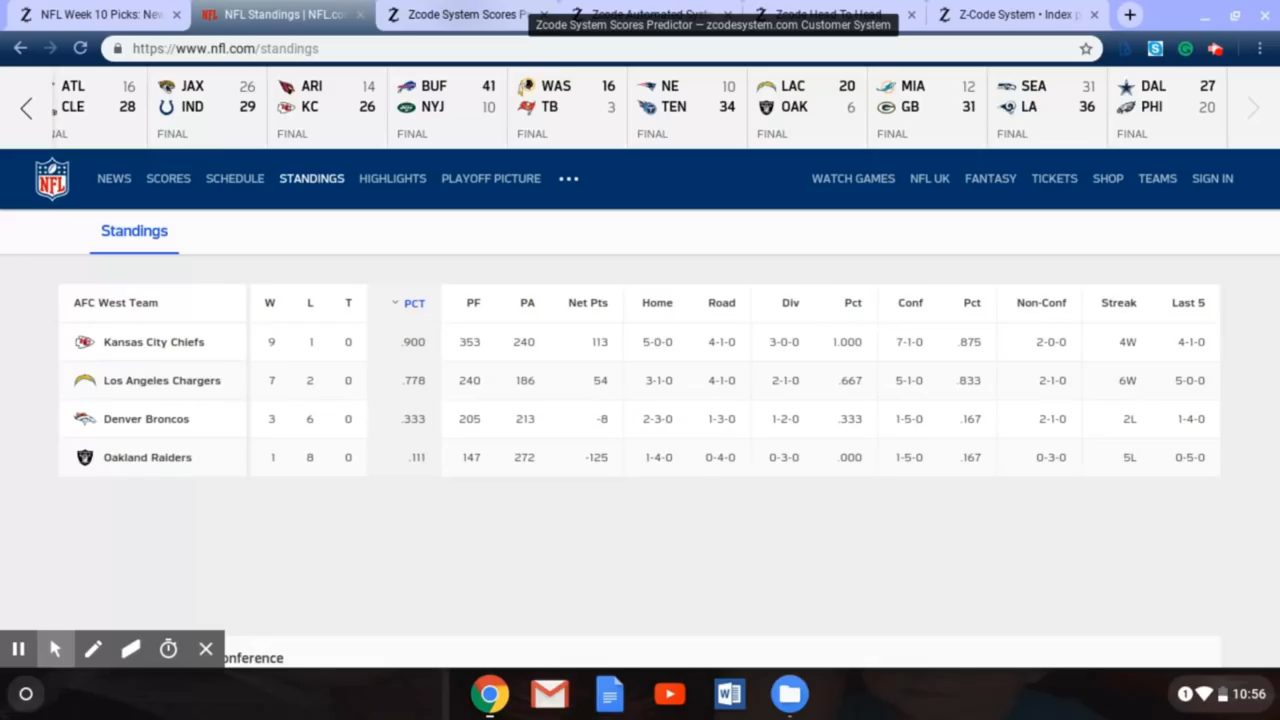 NFL Week 10 Picks: Nev
NFL Standings | NFL.co
Zcode System Scores P
Z-Code System • Index p
Zcode System Scores Predictor — zcodesystem.com Customer System
https://www.nfl.com/standings
ATL 16 JAX 26 ARI 14 BUF 41 WAS 16 NE 10 LAC 20 MIA 12 SEA 31 DAL 27
CLE 28 IND 29 KC 26 NYJ 10 TB 3 TEN 34 OAK 6 GB 31 LA 36 PHI 20
NAL FINAL FINAL FINAL FINAL FINAL FINAL FINAL FINAL FINAL
NFL NEWS SCORES SCHEDULE STANDINGS HIGHLIGHTS PLAYOFF PICTURE ••• WATCH GAMES NFL UK FANTASY TICKETS SHOP TEAMS SIGN IN
Standings
AFC West Team W L T PCT PF PA Net Pts Home Road Div Pct Conf Pct Non-Conf Streak Last 5
Kansas City Chiefs 9 1 0 .900 353 240 113 5-0-0 4-1-0 3-0-0 1.000 7-1-0 .875 2-0-0 4W 4-1-0
Los Angeles Chargers 7 2 0 .778 240 186 54 3-1-0 4-1-0 2-1-0 .667 5-1-0 .833 2-1-0 6W 5-0-0
Denver Broncos 3 6 0 .333 205 213 -8 2-3-0 1-3-0 1-2-0 .333 1-5-0 .167 2-1-0 2L 1-4-0
Oakland Raiders 1 8 0 .111 147 272 -125 1-4-0 0-4-0 0-3-0 .000 1-5-0 .167 0-3-0 5L 0-5-0
onference
1 10:56